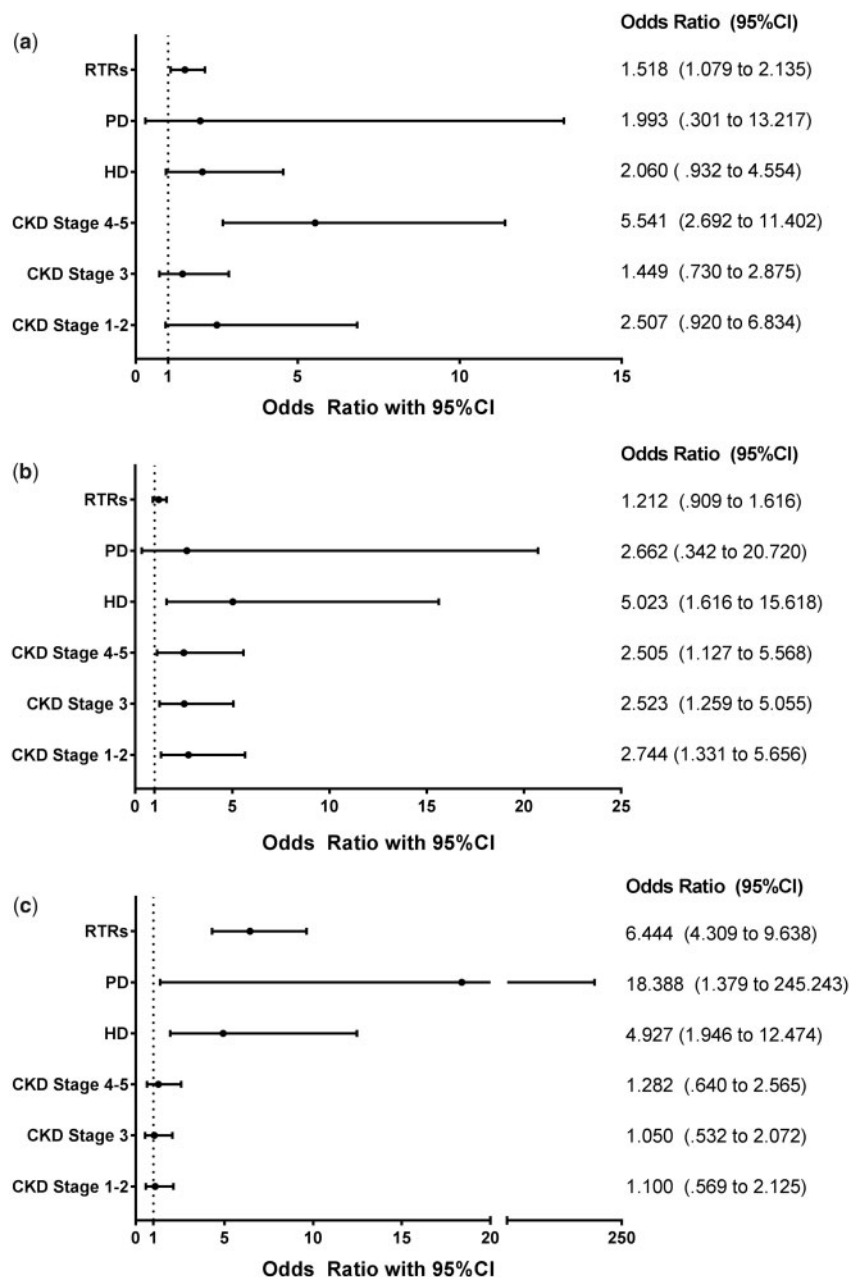 Odds Ratio (95%CI)
(a)
RTRs 1.518 (1.079 to 2.135)
PD 1.993 (.301 to 13.217)
HD 2.060 ( .932 to 4.554)
CKD Stage 4-5 5.541 (2.692 to 11.402)
CKD Stage 3 1.449 (.730 to 2.875)
CKD Stage 1-2 2.507 (.920 to 6.834)
0 1 5 10 15
Odds Ratio with 95%CI
Odds Ratio (95%CI)
(b)
RTRs 1.212 (.909 to 1.616)
PD 2.662 (.342 to 20.720)
HD 5.023 (1.616 to 15.618)
CKD Stage 4-5 2.505 (1.127 to 5.568)
CKD Stage 3 2.523 (1.259 to 5.055)
CKD Stage 1-2 2.744 (1.331 to 5.656)
0 1 5 10 15 20 25
Odds Ratio with 95%CI
Odds Ratio (95%CI)
(c)
RTRs 6.444 (4.309 to 9.638)
PD 18.388 (1.379 to 245.243)
HD 4.927 (1.946 to 12.474)
CKD Stage 4-5 1.282 (.640 to 2.565)
CKD Stage 3 1.050 (.532 to 2.072)
CKD Stage 1-2 1.100 (.569 to 2.125)
0 1 5 10 15 20 250
Odds Ratio with 95%CI